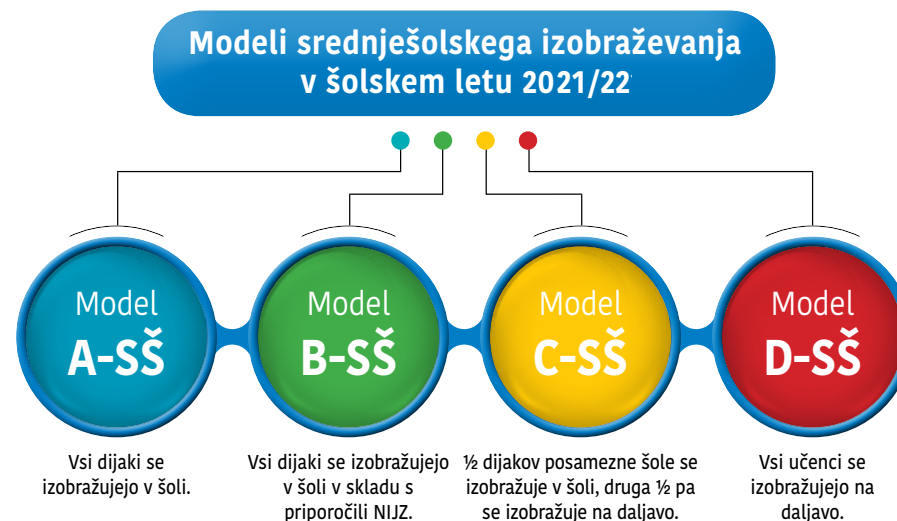 Modeli srednješolskega izobraževanja
v šolskem letu 2021/22
Model
A-SŠ
Model
B-SŠ
Model
C-SŠ
Model
D-SŠ
Vsi dijaki se
izobražujejo v šoli.
Vsi dijaki se izobražujejo
v šoli v skladu s
priporočili NIJZ.
½ dijakov posamezne šole se
izobražuje v šoli, druga ½ pa
se izobražuje na daljavo.
Vsi učenci se
izobražujejo na
daljavo.